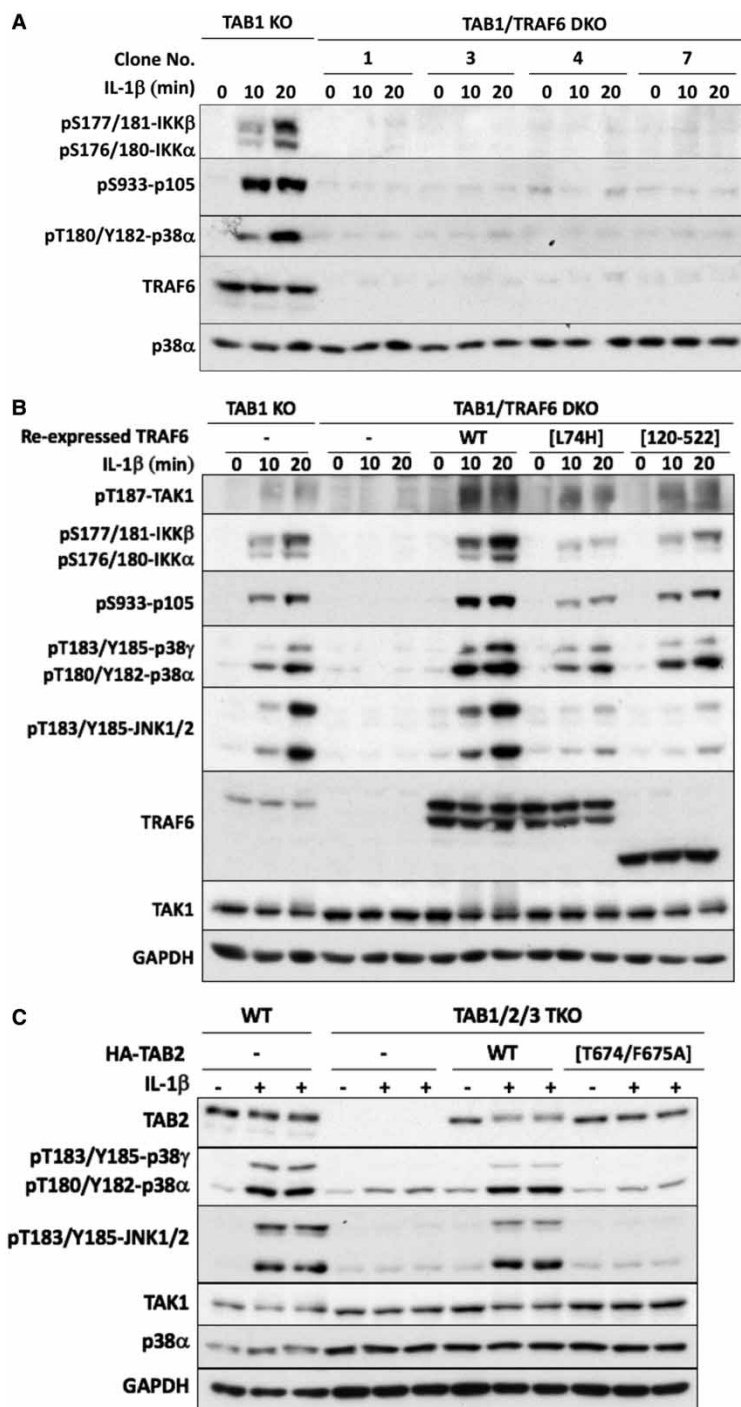 A
TAB1 KO TAB1/TRAF6 DKO
Clone No. 1 3 4 7
IL-1β (min) 0 10 20 0 10 20 0 10 20 0 10 20 0 10 20
pS177/181-IKKβ
pS176/180-IKKα
pS933-p105
pT180/Y182-p38α
TRAF6
p38α
B
TAB1 KO TAB1/TRAF6 DKO
Re-expressed TRAF6 - - WT [L74H] [120-522]
IL-1β (min) 0 10 20 0 10 20 0 10 20 0 10 20 0 10 20
pT187-TAK1
pS177/181-IKKβ
pS176/180-IKKα
pS933-p105
pT183/Y185-p38γ
pT180/Y182-p38α
pT183/Y185-JNK1/2
TRAF6
TAK1
GAPDH
C
WT TAB1/2/3 TKO
HA-TAB2 - - WT [T674/F675A]
IL-1β - + + - + + - + + - + +
TAB2
pT183/Y185-p38γ
pT180/Y182-p38α
pT183/Y185-JNK1/2
TAK1
p38α
GAPDH